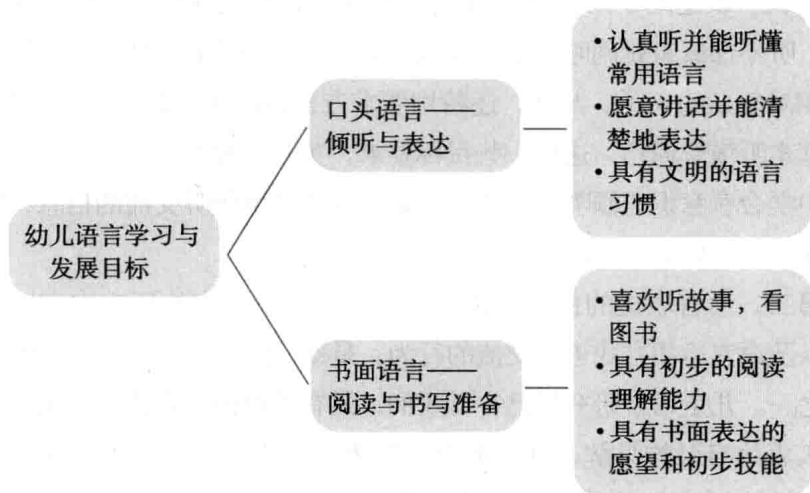 幼儿语言学习与
发展目标
口头语言——
倾听与表达
• 认真听并能听懂
常用语言
• 愿意讲话并能清
楚地表达
• 具有文明的语言
习惯
书面语言——
阅读与书写准备
• 喜欢听故事，看
图书
• 具有初步的阅读
理解能力
• 具有书面表达的
愿望和初步技能